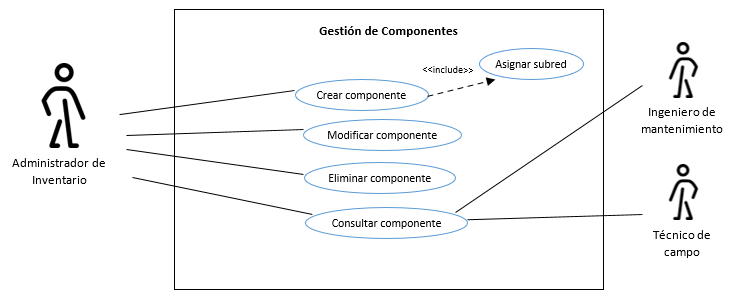 Gestión de Componentes
<<include>>
Asignar subred
Crear componente
Modificar componente
Eliminar componente
Consultar componente
Administrador de
Inventario
Ingeniero de
mantenimiento
Técnico de
campo